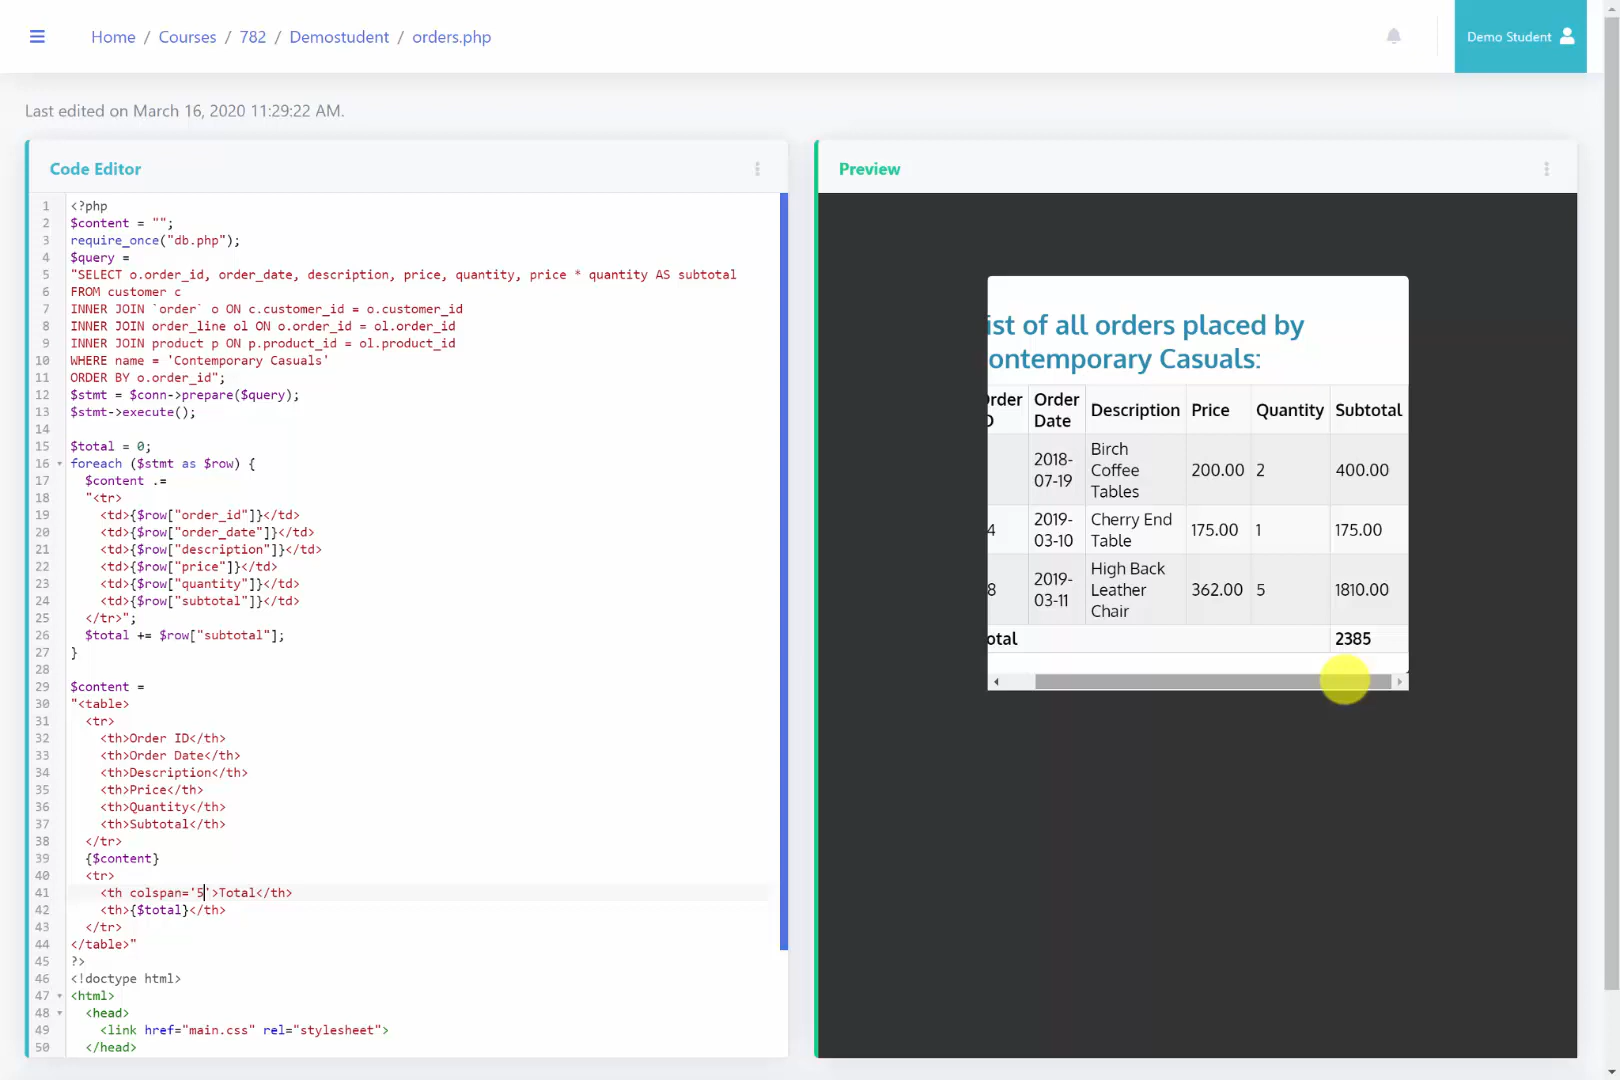 Home / Courses / 782 / Demostudent / orders.php
Demo Student
Last edited on March 16, 2020 11:29:22 AM.
Code Editor
1 <?php
2 $content = "";
3 require_once("db.php");
4 $query =
5 "SELECT o.order_id, order_date, description, price, quantity, price * quantity AS subtotal
6 FROM customer c
7 INNER JOIN `order` o ON c.customer_id = o.customer_id
8 INNER JOIN order_line ol ON o.order_id = ol.order_id
9 INNER JOIN product p ON p.product_id = ol.product_id
10 WHERE name = 'Contemporary Casuals'
11 ORDER BY o.order_id";
12 $stmt = $conn->prepare($query);
13 $stmt->execute();
14
15 $total = 0;
16 foreach ($stmt as $row) {
17 $content .=
18 "<tr>
19 <td>{$row["order_id"]}</td>
20 <td>{$row["order_date"]}</td>
21 <td>{$row["description"]}</td>
22 <td>{$row["price"]}</td>
23 <td>{$row["quantity"]}</td>
24 <td>{$row["subtotal"]}</td>
25 </tr>";
26 $total += $row["subtotal"];
27 }
28
29 $content =
30 "<table>
31 <tr>
32 <th>Order ID</th>
33 <th>Order Date</th>
34 <th>Description</th>
35 <th>Price</th>
36 <th>Quantity</th>
37 <th>Subtotal</th>
38 </tr>
39 {$content}
40 <tr>
41 <th colspan='5'>Total</th>
42 <th>{$total}</th>
43 </tr>
44 </table>"
45 ?>
46 <!doctype html>
47 <html>
48 <head>
49 <link href="main.css" rel="stylesheet">
50 </head>
Preview
ist of all orders placed by
ontemporary Casuals:
rder
D
Order
Date
Description Price Quantity Subtotal
2018-
07-19
Birch
Coffee
Tables
200.00 2 400.00
4
2019-
03-10
Cherry End
Table
175.00 1 175.00
8
2019-
03-11
High Back
Leather
Chair
362.00 5 1810.00
otal 2385